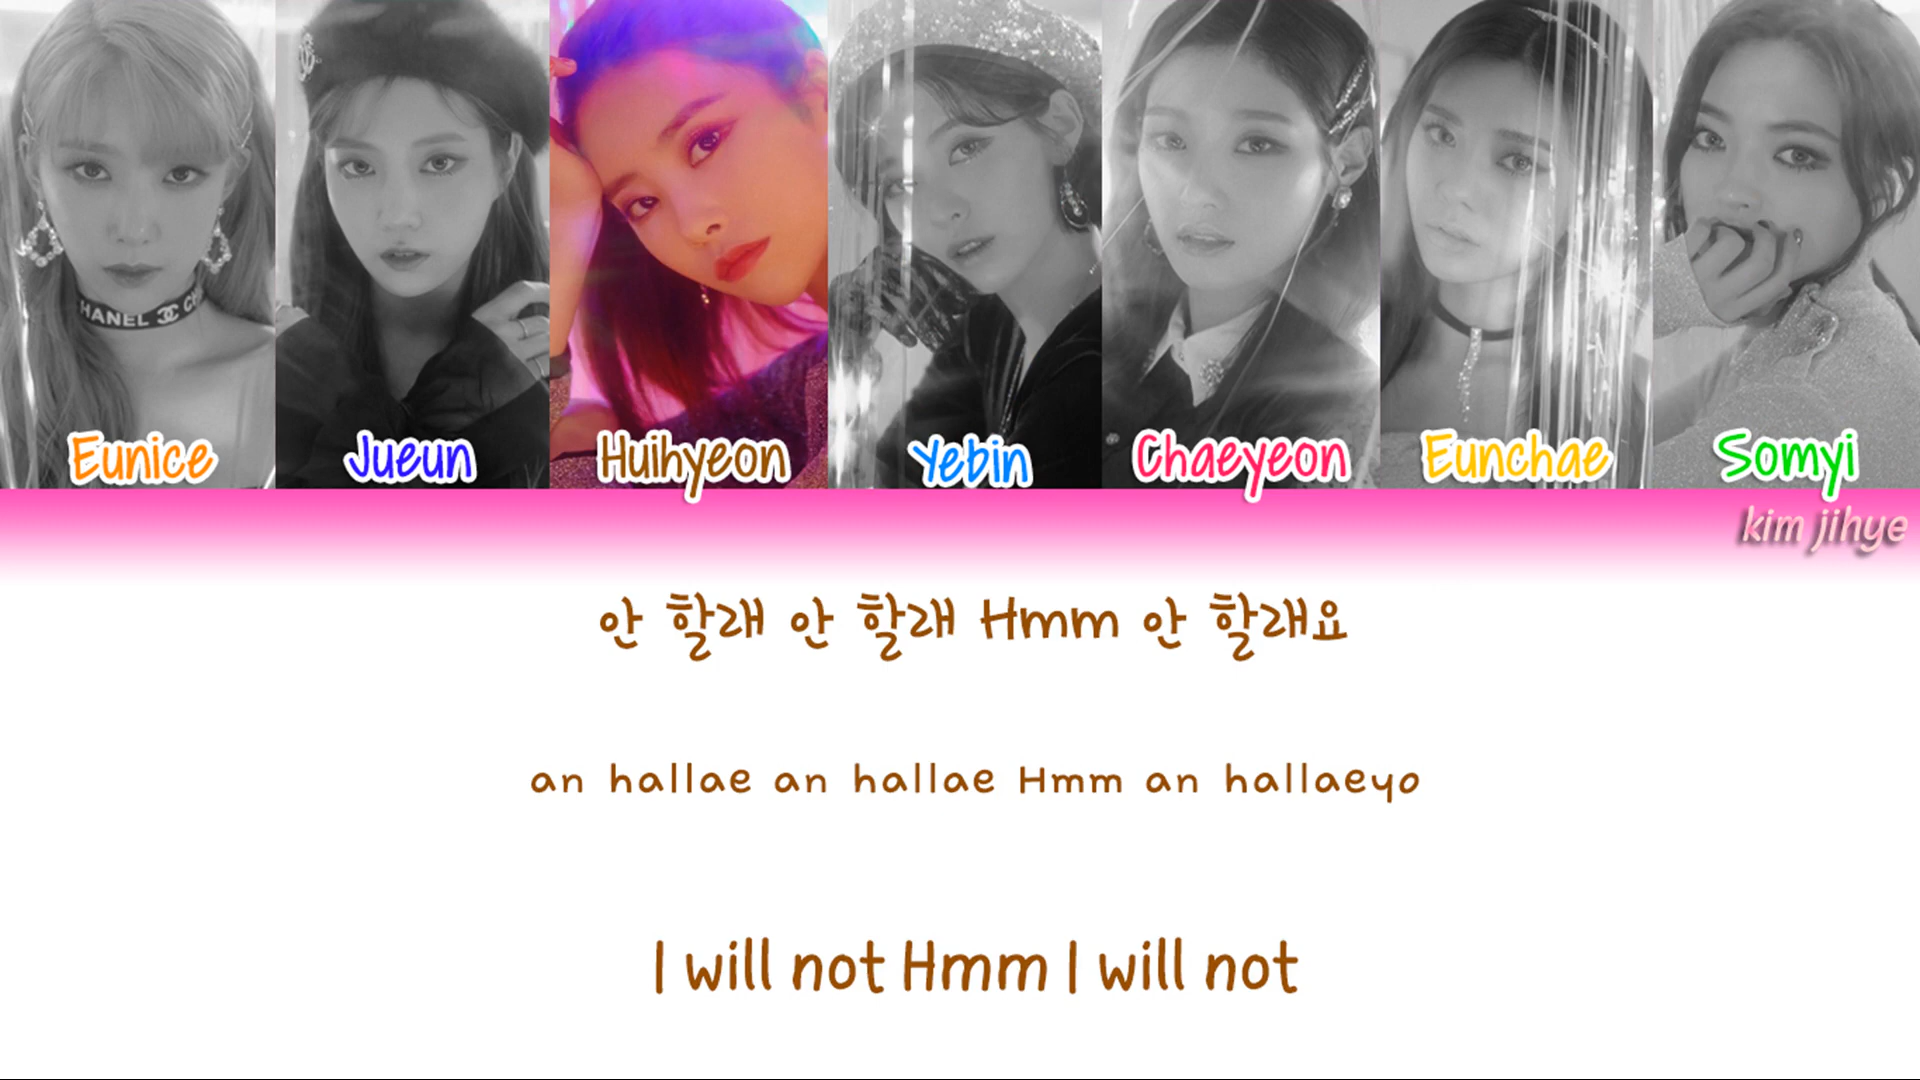 HANEL CH
Eunice
Jueun
Huihyeon
Yebin
Chaeyeon
Eunchae
Somyi
kim jihye
안 할래 안 할래 Hmm 안 할래요
an hallae an hallae Hmm an hallaeyo
I will not Hmm I will not